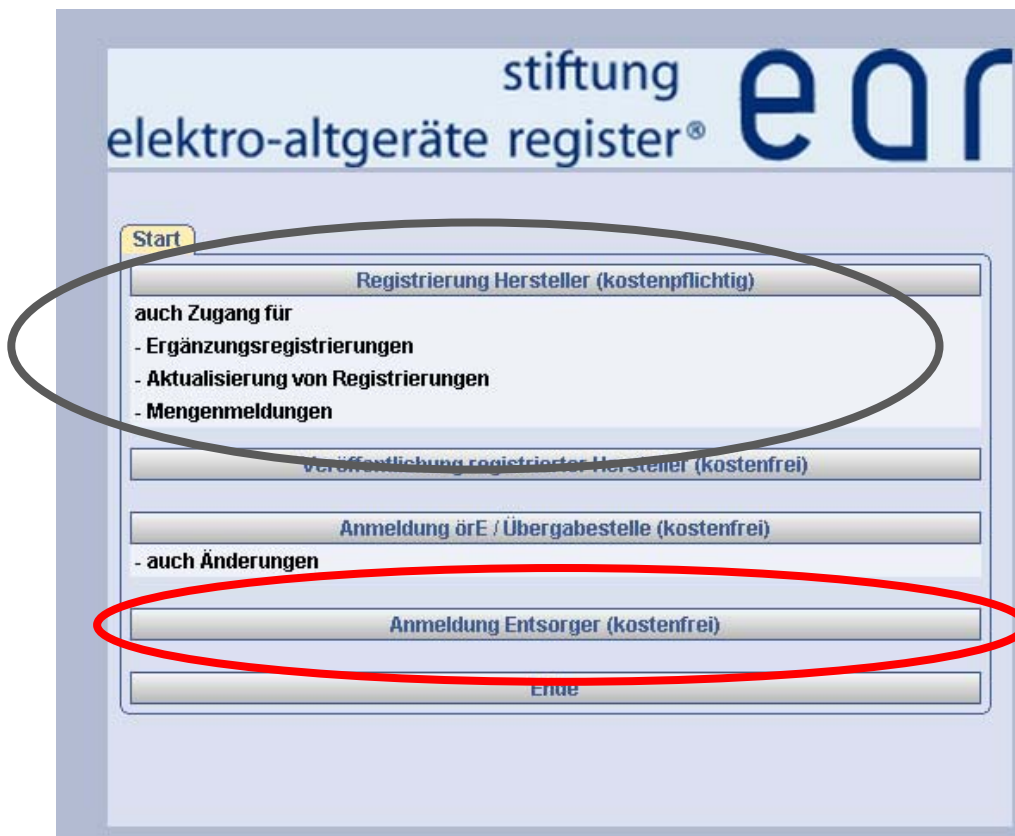 stiftung
elektro-altgeräte register®
ear
Start
Registrierung Hersteller (kostenpflichtig)
auch Zugang für
- Ergänzungsregistrierungen
- Aktualisierung von Registrierungen
- Mengenmeldungen
Veröffentlichung registrierter Hersteller (kostenfrei)
Anmeldung örE / Übergabestelle (kostenfrei)
- auch Änderungen
Anmeldung Entsorger (kostenfrei)
Ende